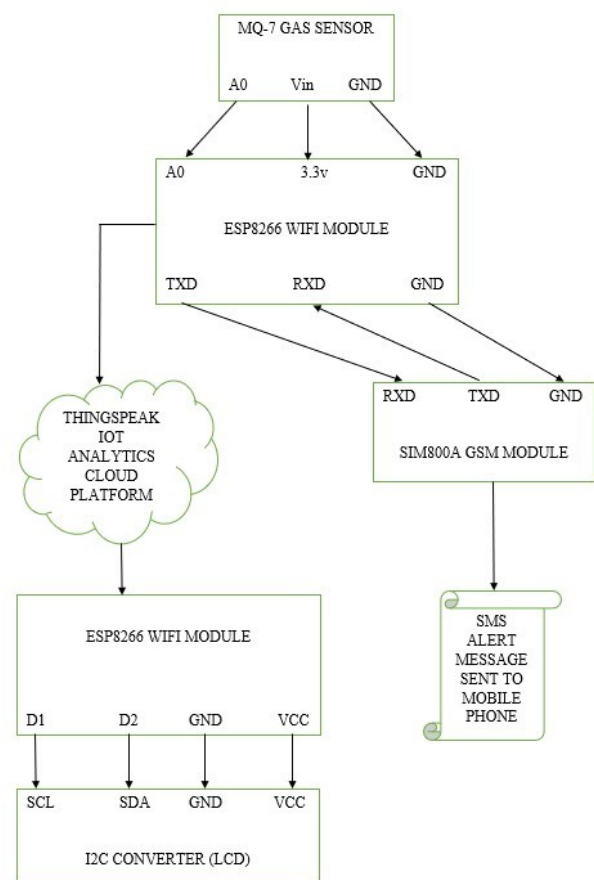 MQ-7 GAS SENSOR
A0 Vin GND
A0 3.3v GND
ESP8266 WIFI MODULE
TXD RXD GND
RXD TXD GND
SIM800A GSM MODULE
THINGSPEAK
IOT
ANALYTICS
CLOUD
PLATFORM
SMS
ALERT
MESSAGE
SENT TO
MOBILE
PHONE
ESP8266 WIFI MODULE
D1 D2 GND VCC
SCL SDA GND VCC
I2C CONVERTER (LCD)